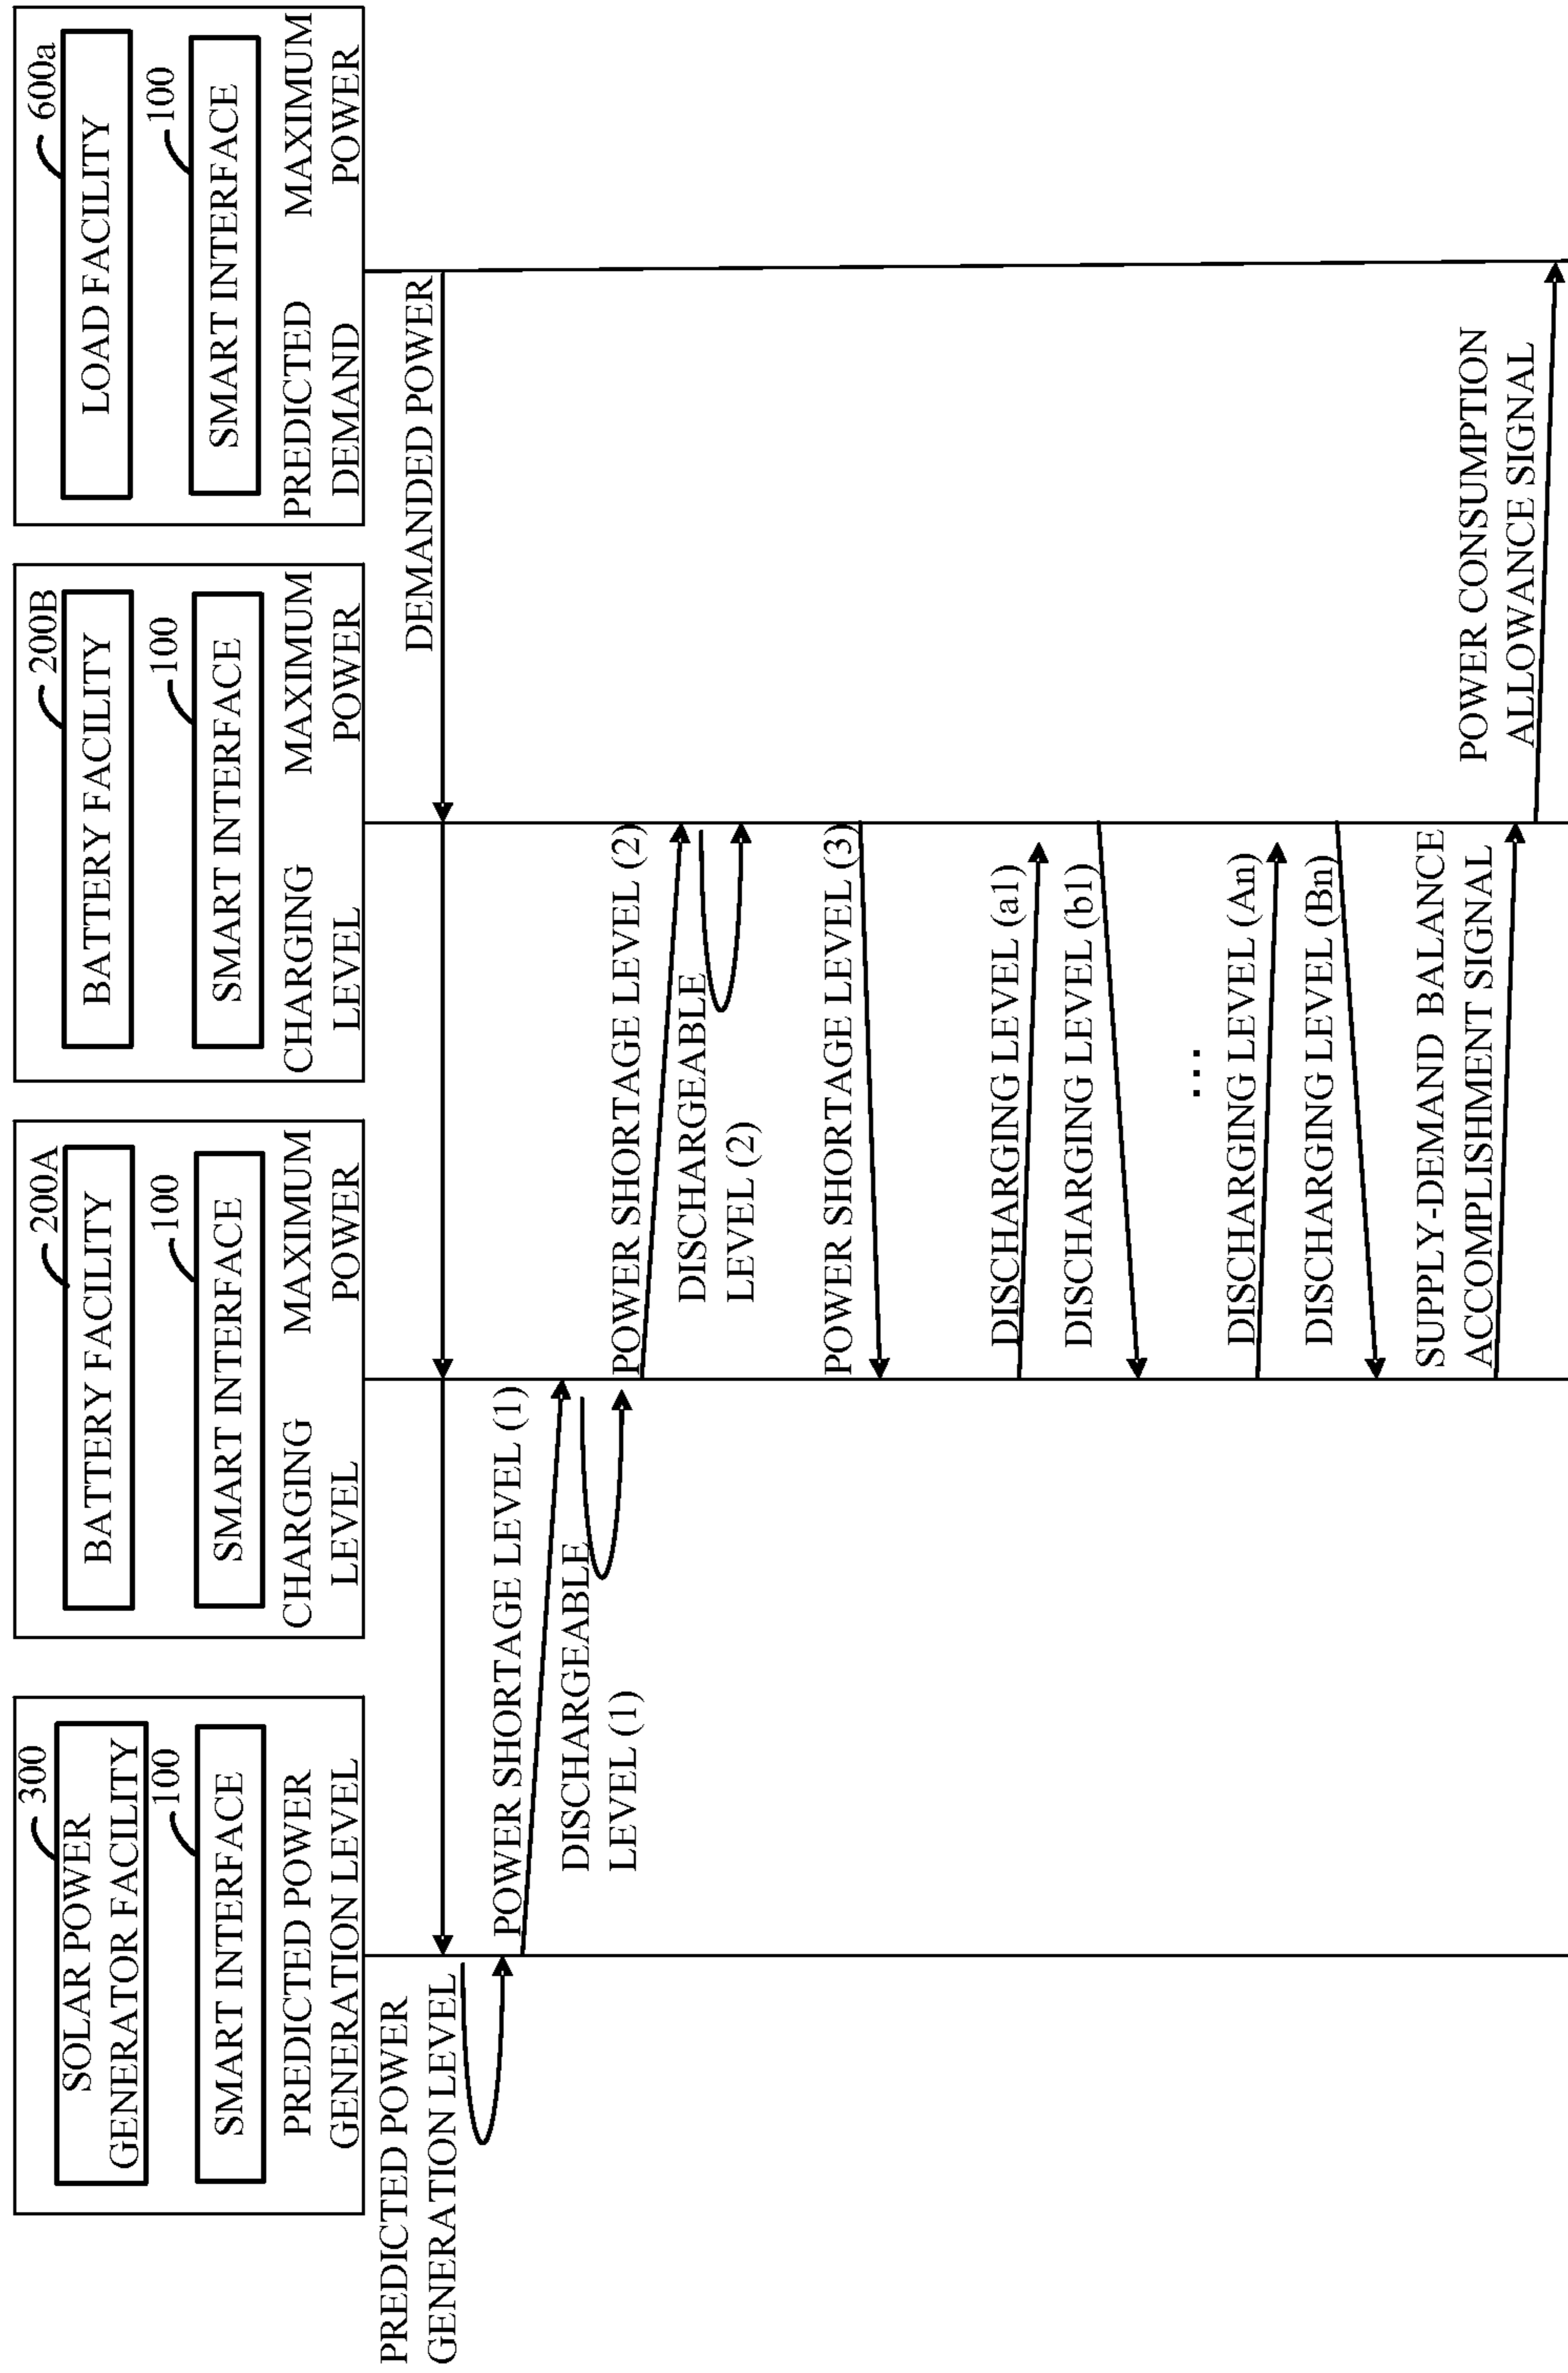 300
SOLAR POWER
GENERATOR FACILITY
100
SMART INTERFACE
PREDICTED POWER
GENERATION LEVEL
200A
BATTERY FACILITY
100
SMART INTERFACE
CHARGING
LEVEL
MAXIMUM
POWER
200B
BATTERY FACILITY
100
SMART INTERFACE
CHARGING
LEVEL
MAXIMUM
POWER
600a
LOAD FACILITY
100
SMART INTERFACE
PREDICTED
DEMAND
MAXIMUM
POWER
DEMANDED POWER
PREDICTED POWER
GENERATION LEVEL
POWER SHORTAGE LEVEL (1)
DISCHARGEABLE
LEVEL (1)
POWER SHORTAGE LEVEL (2)
DISCHARGEABLE
LEVEL (2)
POWER SHORTAGE LEVEL (3)
DISCHARGING LEVEL (a1)
DISCHARGING LEVEL (b1)
...
DISCHARGING LEVEL (An)
DISCHARGING LEVEL (Bn)
SUPPLY-DEMAND BALANCE
ACCOMPLISHMENT SIGNAL
POWER CONSUMPTION
ALLOWANCE SIGNAL